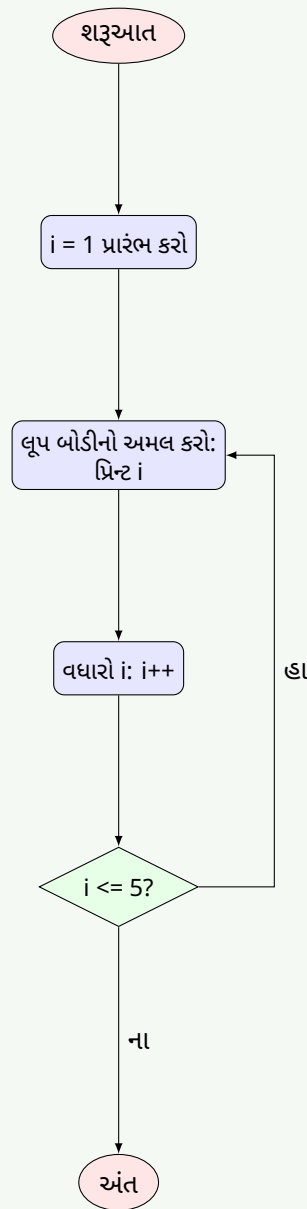 શરૂઆત
i = 1 પ્રારંભ કરો
લૂપ બોડીનો અમલ કરો:
પ્રિન્ટ i
વધારો i: i++
હા
i <= 5?
ના
અંત